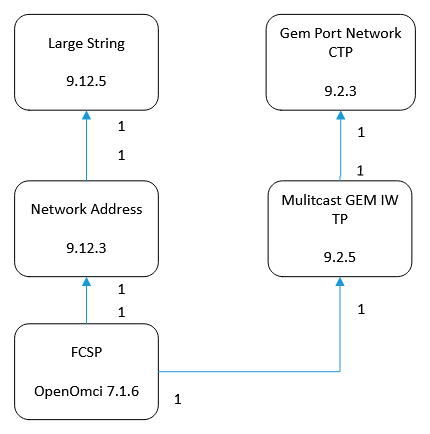 Large String
9.12.5
Gem Port Network
CTP
9.2.3
1
1
1
1
Network Address
9.12.3
Mulitcast GEM IW
TP
9.2.5
1
1
1
FCSP
OpenOmci 7.1.6
1